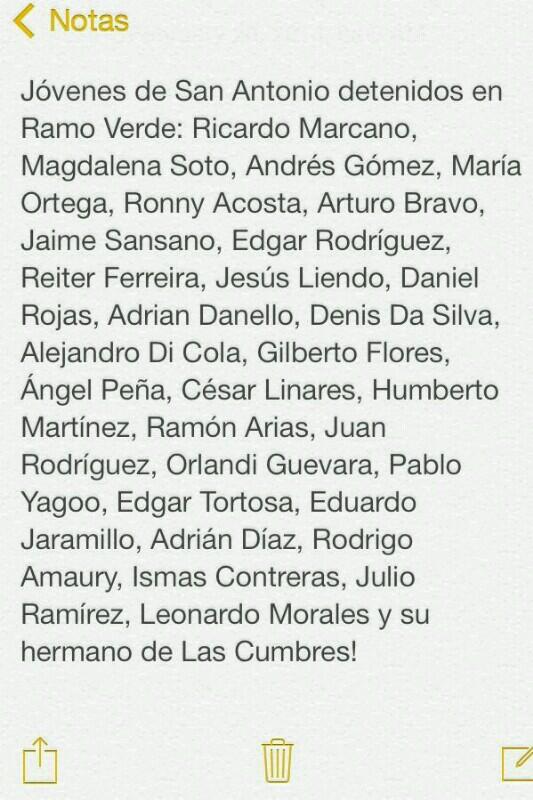 Notas
Jóvenes de San Antonio detenidos en
Ramo Verde: Ricardo Marcano,
Magdalena Soto, Andrés Gómez, María
Ortega, Ronny Acosta, Arturo Bravo,
Jaime Sansano, Edgar Rodríguez,
Reiter Ferreira, Jesús Liendo, Daniel
Rojas, Adrian Danello, Denis Da Silva,
Alejandro Di Cola, Gilberto Flores,
Ángel Peña, César Linares, Humberto
Martínez, Ramón Arias, Juan
Rodríguez, Orlandi Guevara, Pablo
Yagoo, Edgar Tortosa, Eduardo
Jaramillo, Adrián Díaz, Rodrigo
Amaury, Ismas Contreras, Julio
Ramírez, Leonardo Morales y su
hermano de Las Cumbres!